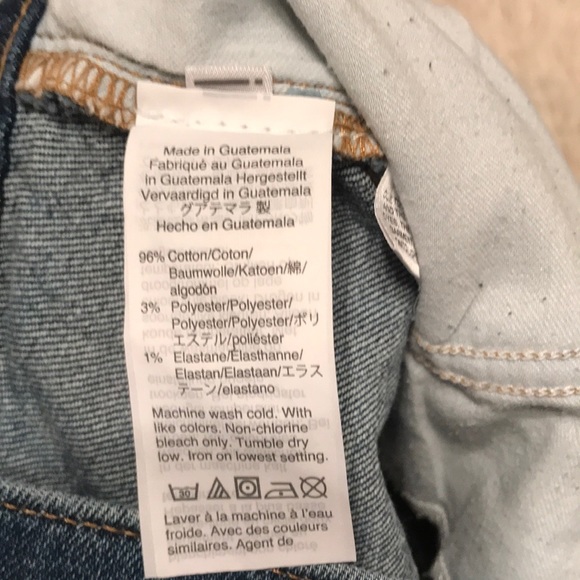 Made in Guatemala
Fabriqué au Guatemala
in Guatemala Hergestellt
Vervaardigd in Guatemala
グアテマラ 製
Hecho en Guatemala
96% Cotton/Coton/
Baumwolle/Katoen/綿/
algodón
3% Polyester/Polyester/
Polyester/Polyester/ポリ
エステル/poliéster
1% Elastane/Élasthanne/
Elastan/Elastaan/エラス
テーン/elastano
Machine wash cold. With
like colors. Non-chlorine
bleach only. Tumble dry
low. Iron on lowest setting.
30
Laver à la machine à l'eau
froide. Avec des couleurs
similaires. Agent de